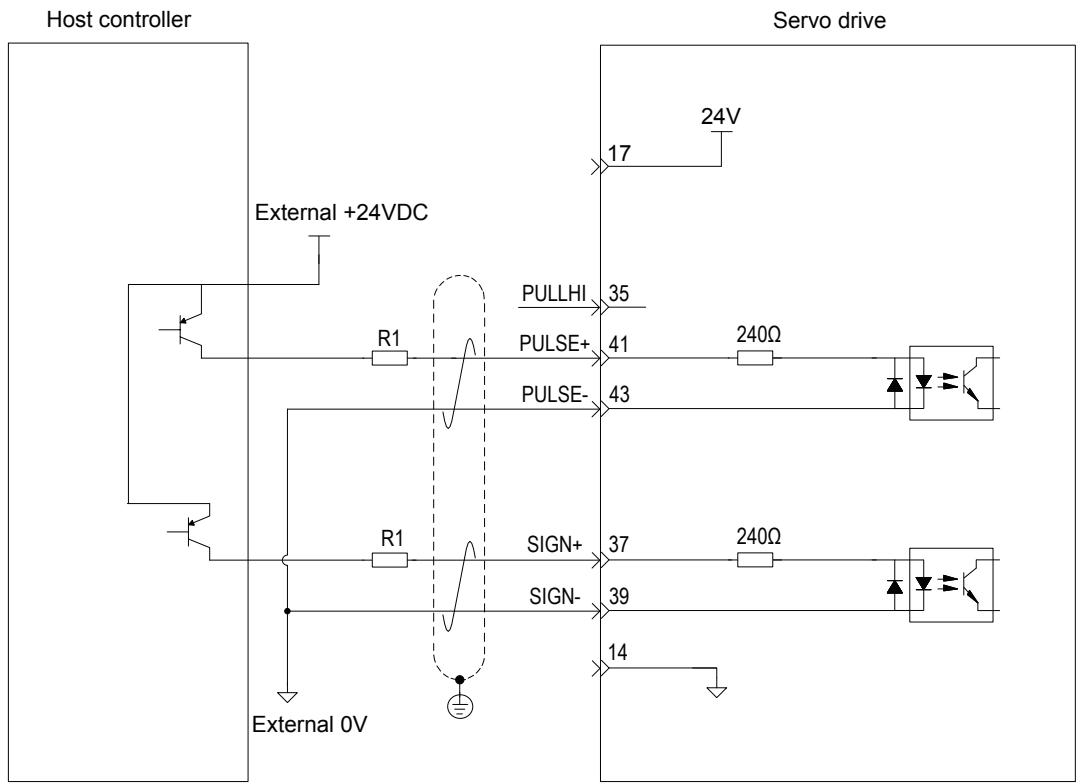 Host controller
Servo drive
24V
17
External +24VDC
PULLHI 35
R1 PULSE+ 41 240Ω
PULSE- 43
R1 SIGN+ 37 240Ω
SIGN- 39
14
External 0V